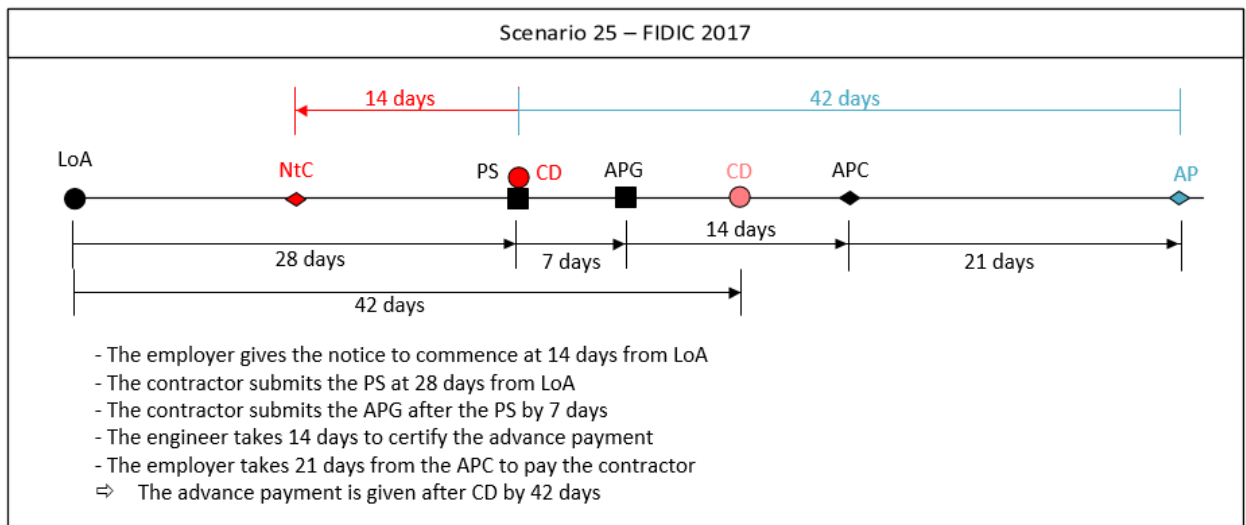 Scenario 25 – FIDIC 2017
14 days
42 days
LoA
NtC
PS
CD
APG
CD
APC
AP
28 days
7 days
14 days
21 days
42 days
- The employer gives the notice to commence at 14 days from LoA
- The contractor submits the PS at 28 days from LoA
- The contractor submits the APG after the PS by 7 days
- The engineer takes 14 days to certify the advance payment
- The employer takes 21 days from the APC to pay the contractor
⇨ The advance payment is given after CD by 42 days